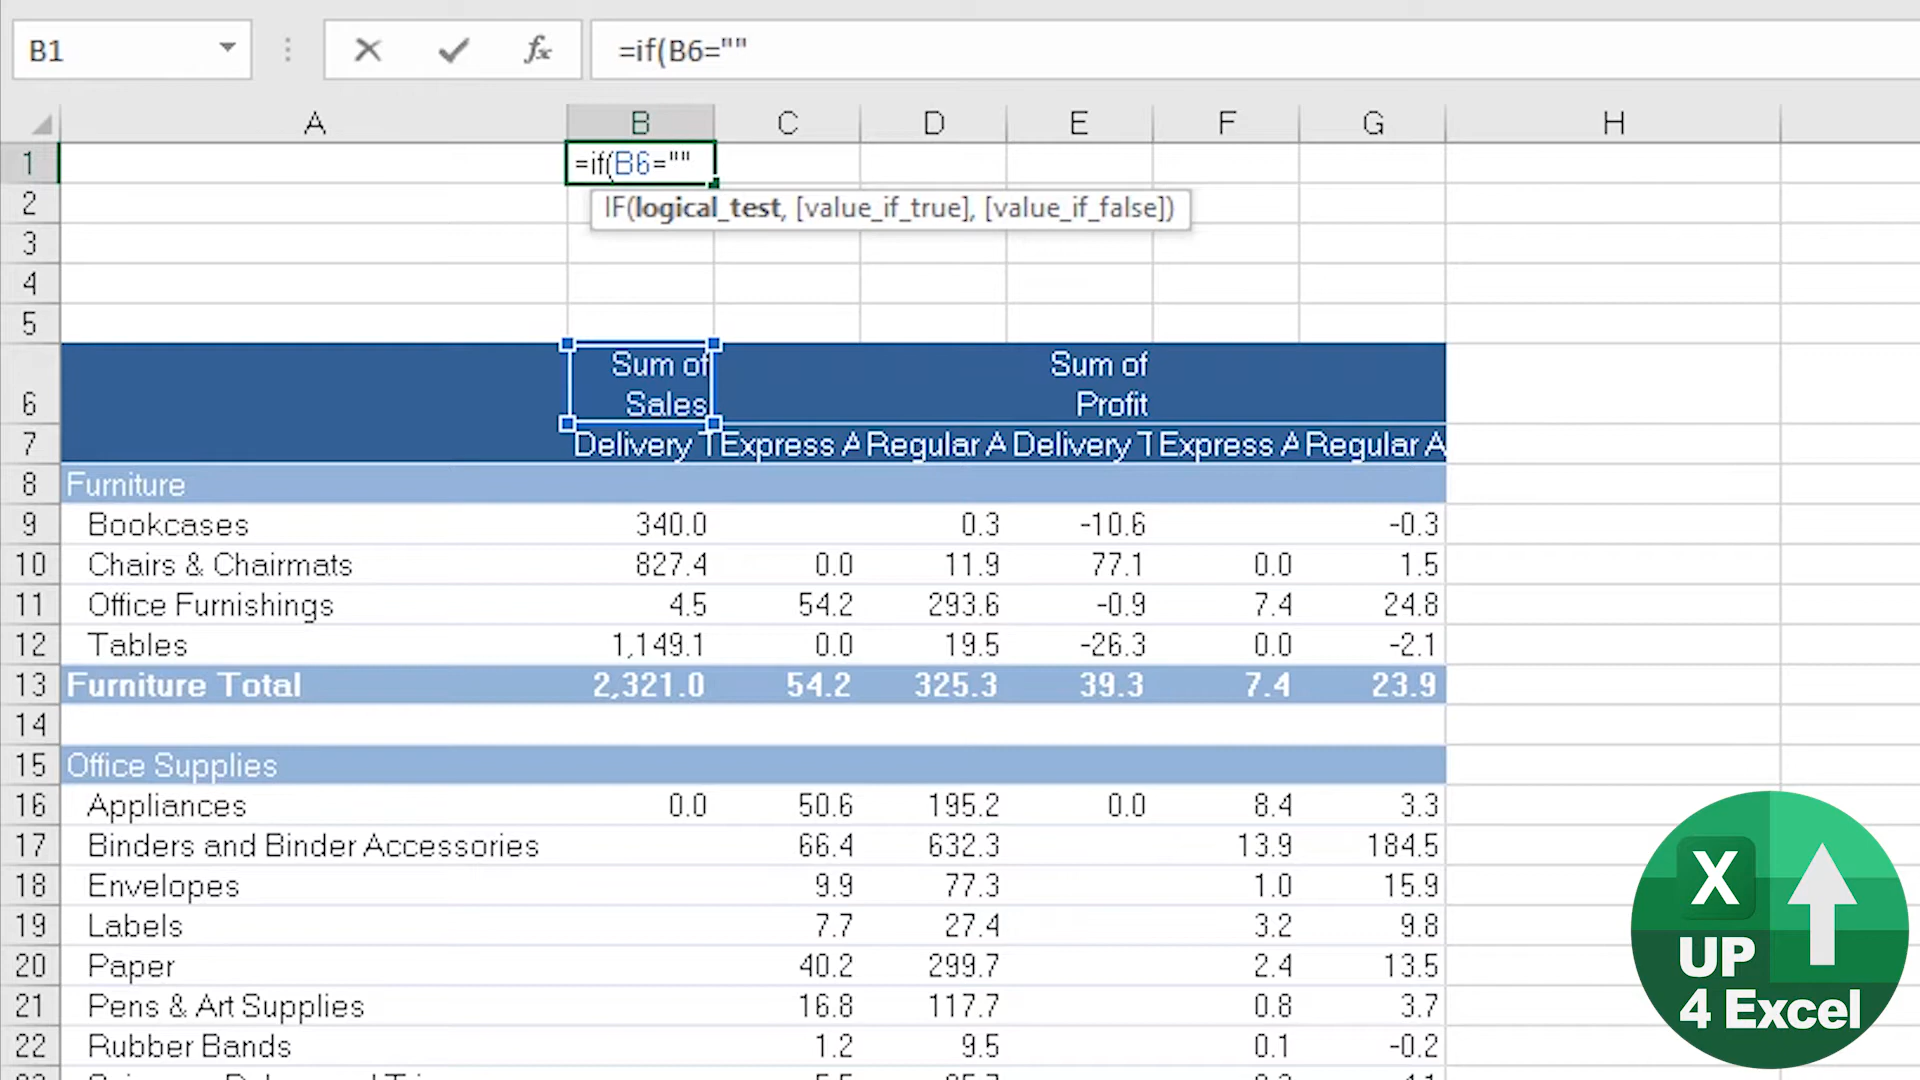 B1 fx =if(B6=""
A B C D E F G H
1 =if(B6=""
2 IF(logical_test, [value_if_true], [value_if_false])
3
4
5
Sum of Sum of
6 Sales Profit
7 Delivery T Express A Regular A Delivery T Express A Regular A
8 Furniture
9 Bookcases 340.0 0.3 -10.6 -0.3
10 Chairs & Chairmats 827.4 0.0 11.9 77.1 0.0 1.5
11 Office Furnishings 4.5 54.2 293.6 -0.9 7.4 24.8
12 Tables 1,149.1 0.0 19.5 -26.3 0.0 -2.1
13 Furniture Total 2,321.0 54.2 325.3 39.3 7.4 23.9
14
15 Office Supplies
16 Appliances 0.0 50.6 195.2 0.0 8.4 3.3
17 Binders and Binder Accessories 66.4 632.3 13.9 184.5
18 Envelopes 9.9 77.3 1.0 15.9
19 Labels 7.7 27.4 3.2 9.8
20 Paper 40.2 299.7 2.4 13.5
21 Pens & Art Supplies 16.8 117.7 0.8 3.7
22 Rubber Bands 1.2 9.5 0.1 -0.2
X
UP
4 Excel